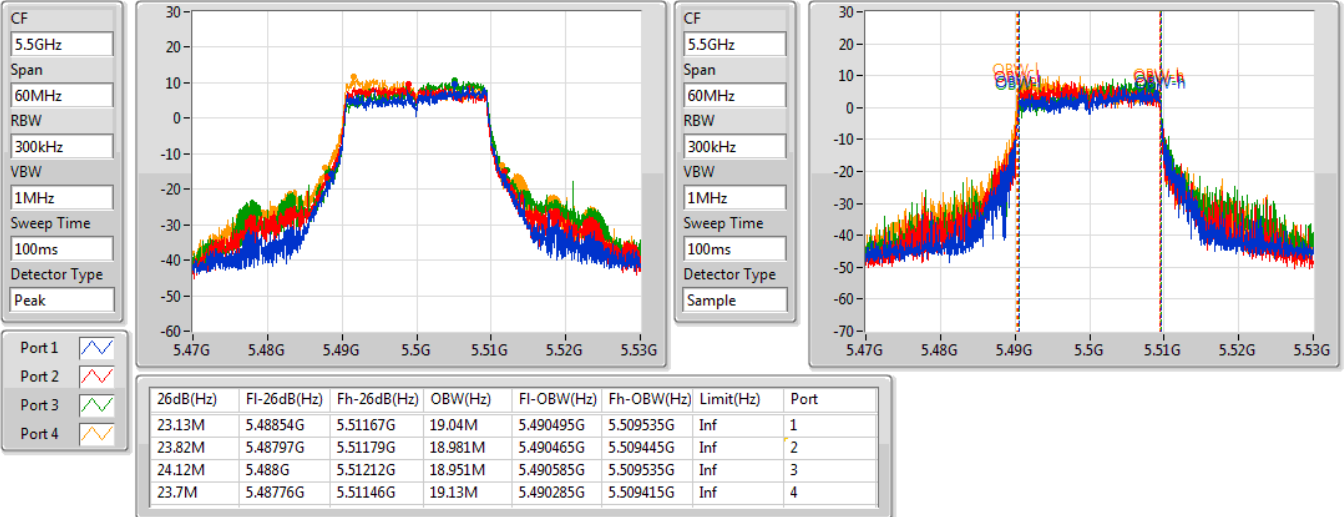 CF
5.5GHz
Span
60MHz
RBW
300kHz
VBW
1MHz
Sweep Time
100ms
Detector Type
Peak
30
20
10
0
-10
-20
-30
-40
-50
-60
5.47G 5.48G 5.49G 5.5G 5.51G 5.52G 5.53G
CF
5.5GHz
Span
60MHz
RBW
300kHz
VBW
1MHz
Sweep Time
100ms
Detector Type
Sample
30
20
10
0
-10
-20
-30
-40
-50
-60
-70
OBW-h
5.47G 5.48G 5.49G 5.5G 5.51G 5.52G 5.53G
Port 1
Port 2
Port 3
Port 4
26dB(Hz) Fl-26dB(Hz) Fh-26dB(Hz) OBW(Hz) Fl-OBW(Hz) Fh-OBW(Hz) Limit(Hz) Port
23.13M 5.48854G 5.51167G 19.04M 5.490495G 5.509535G Inf 1
23.82M 5.48797G 5.51179G 18.981M 5.490465G 5.509445G Inf 2
24.12M 5.488G 5.51212G 18.951M 5.490585G 5.509535G Inf 3
23.7M 5.48776G 5.51146G 19.13M 5.490285G 5.509415G Inf 4